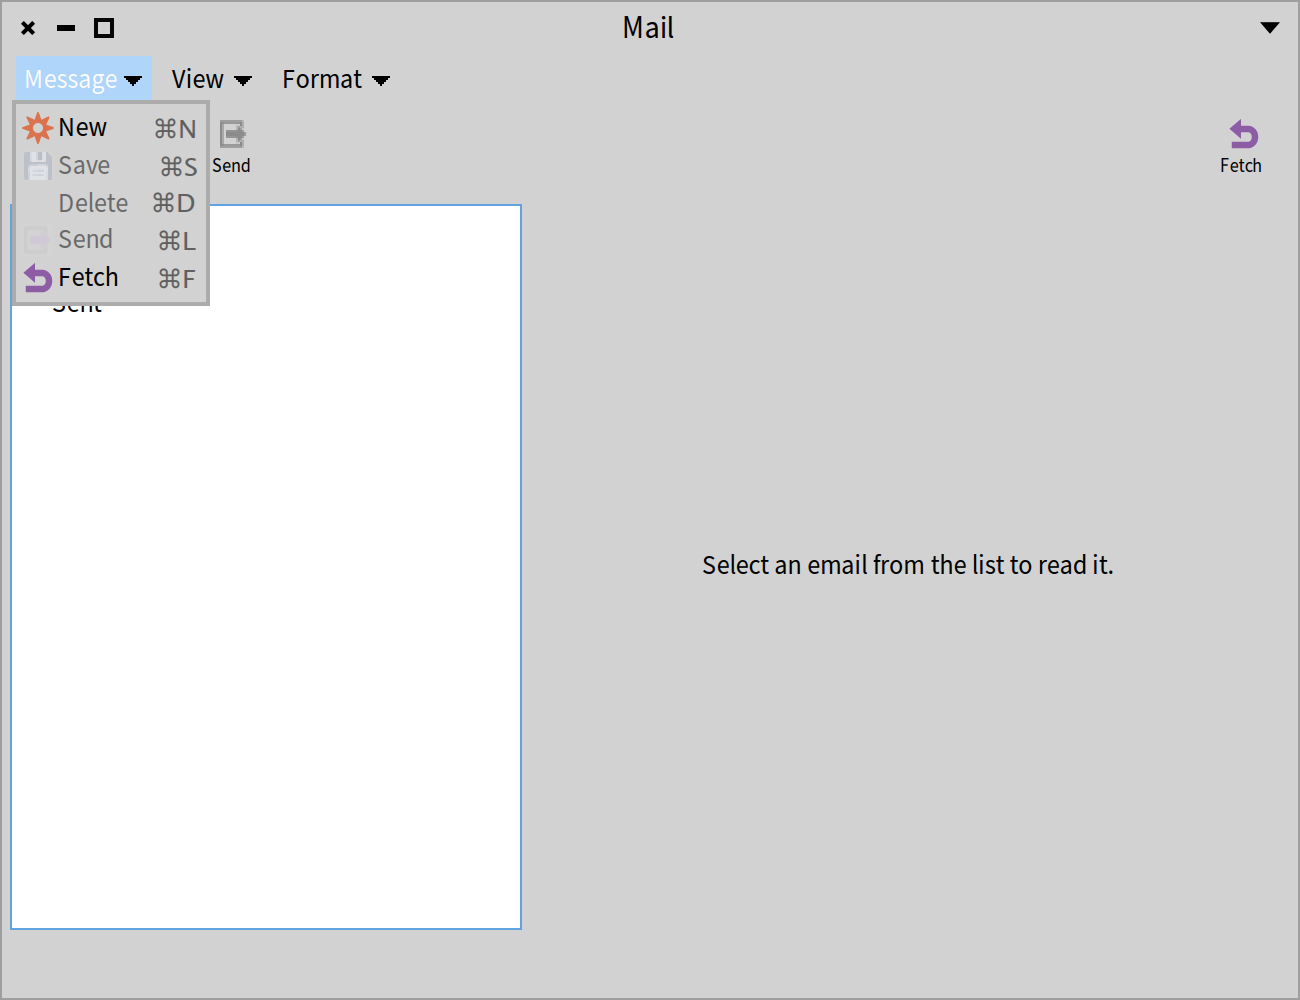 Mail
Message View Format
New ⌘N
Save ⌘S
Delete ⌘D
Send ⌘L
Fetch ⌘F
Send
Fetch
Sent
Select an email from the list to read it.